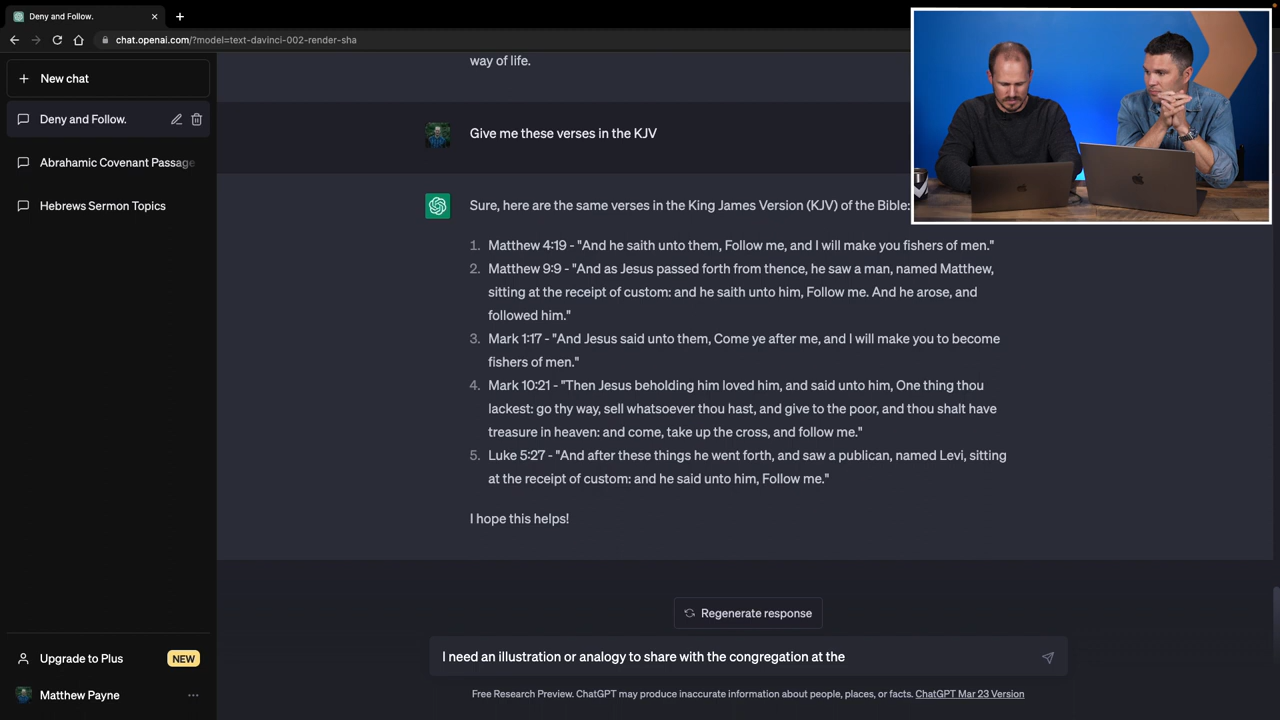 Deny and Follow.
chat.openai.com/?model=text-davinci-002-render-sha
New chat
Deny and Follow.
Abrahamic Covenant Passage
Hebrews Sermon Topics
way of life.
Give me these verses in the KJV
Sure, here are the same verses in the King James Version (KJV) of the Bible:
1. Matthew 4:19 - "And he saith unto them, Follow me, and I will make you fishers of men."
2. Matthew 9:9 - "And as Jesus passed forth from thence, he saw a man, named Matthew,
sitting at the receipt of custom: and he saith unto him, Follow me. And he arose, and
followed him."
3. Mark 1:17 - "And Jesus said unto them, Come ye after me, and I will make you to become
fishers of men."
4. Mark 10:21 - "Then Jesus beholding him loved him, and said unto him, One thing thou
lackest: go thy way, sell whatsoever thou hast, and give to the poor, and thou shalt have
treasure in heaven: and come, take up the cross, and follow me."
5. Luke 5:27 - "And after these things he went forth, and saw a publican, named Levi, sitting
at the receipt of custom: and he said unto him, Follow me."
I hope this helps!
Regenerate response
I need an illustration or analogy to share with the congregation at the
Free Research Preview. ChatGPT may produce inaccurate information about people, places, or facts. ChatGPT Mar 23 Version
Upgrade to Plus NEW
Matthew Payne